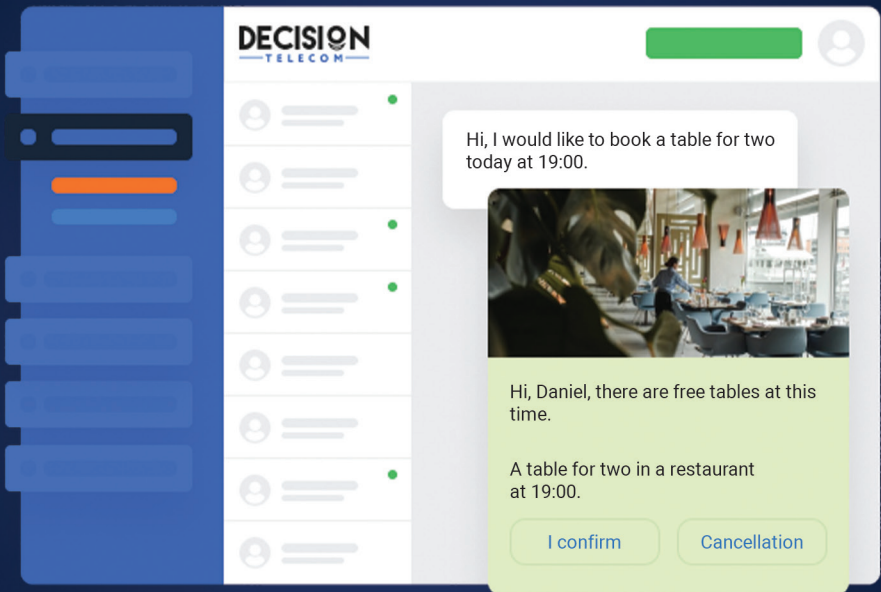 DECISION
TELECOM
Hi, I would like to book a table for two
today at 19:00.
Hi, Daniel, there are free tables at this
time.
A table for two in a restaurant
at 19:00.
I confirm
Cancellation